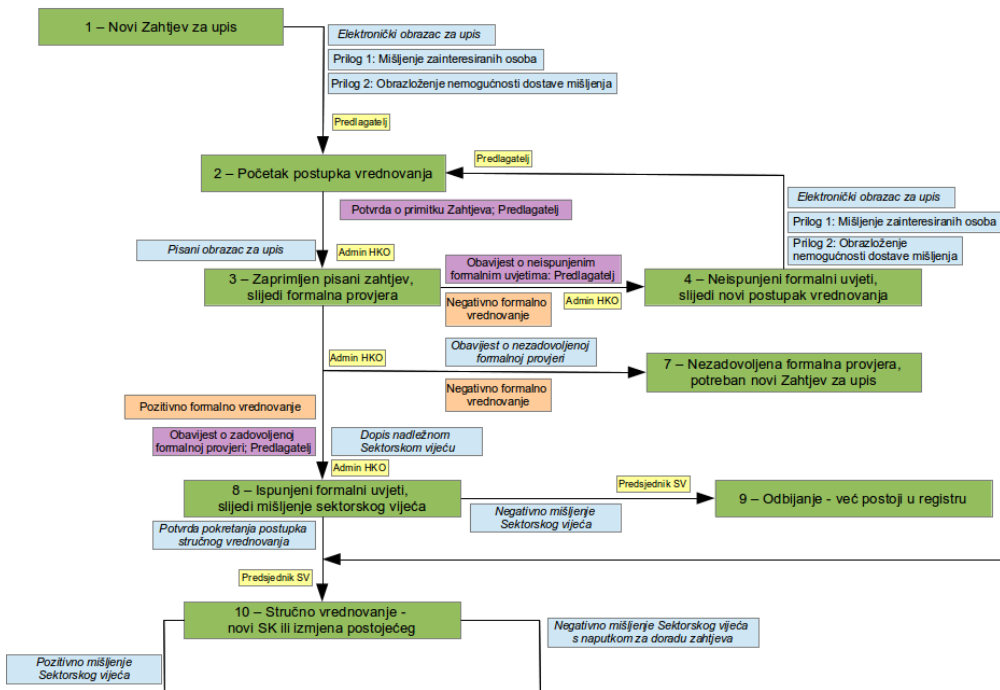 1 – Novi Zahtjev za upis
Elektronički obrazac za upis
Prilog 1: Mišljenje zainteresiranih osoba
Prilog 2: Obrazloženje nemogućnosti dostave mišljenja
Predlagatelj
Predlagatelj
2 – Početak postupka vrednovanja
Elektronički obrazac za upis
Prilog 1: Mišljenje zainteresiranih osoba
Prilog 2: Obrazloženje
nemogućnosti dostave mišljenja
Potvrda o primitku Zahtjeva; Predlagatelj
Pisani obrazac za upis
Admin HKO
Obavijest o neispunjenim
formalnim uvjetima: Predlagatelj
3 – Zaprimljen pisani zahtjev,
slijedi formalna provjera
Negativno formalno
vrednovanje
Admin HKO
4 – Neispunjeni formalni uvjeti,
slijedi novi postupak vrednovanja
Admin HKO
Obavijest o nezadovoljenoj
formalnoj provjeri
7 – Nezadovoljena formalna provjera,
potreban novi Zahtjev za upis
Negativno formalno
vrednovanje
Pozitivno formalno vrednovanje
Obavijest o zadovoljenoj
formalnoj provjeri; Predlagatelj
Dopis nadležnom
Sektorskom vijeću
Admin HKO
8 – Ispunjeni formalni uvjeti,
slijedi mišljenje sektorskog vijeća
Predsjednik SV
9 – Odbijanje - već postoji u registru
Negativno mišljenje
Sektorskog vijeća
Potvrda pokretanja postupka
stručnog vrednovanja
Predsjednik SV
10 – Stručno vrednovanje -
novi SK ili izmjena postojećeg
Negativno mišljenje Sektorskog vijeća
s naputkom za doradu zahtjeva
Pozitivno mišljenje
Sektorskog vijeća